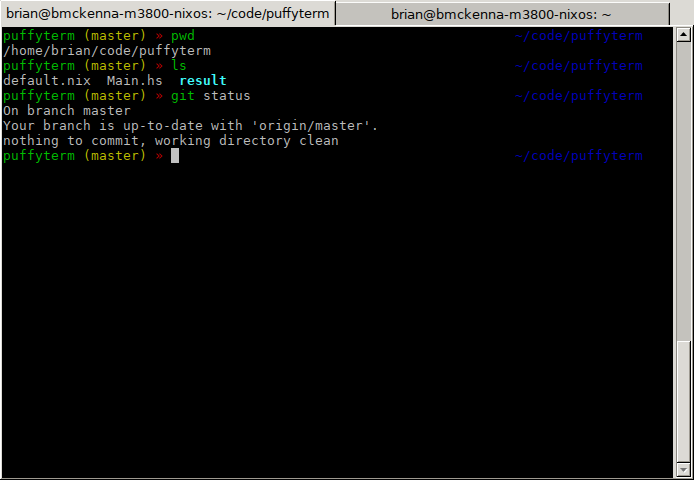 brian@bmckenna-m3800-nixos: ~/code/puffyterm brian@bmckenna-m3800-nixos: ~
puffyterm (master) » pwd ~/code/puffyterm
/home/brian/code/puffyterm
puffyterm (master) » ls ~/code/puffyterm
default.nix  Main.hs  result
puffyterm (master) » git status ~/code/puffyterm
On branch master
Your branch is up-to-date with 'origin/master'.
nothing to commit, working directory clean
puffyterm (master) » ~/code/puffyterm